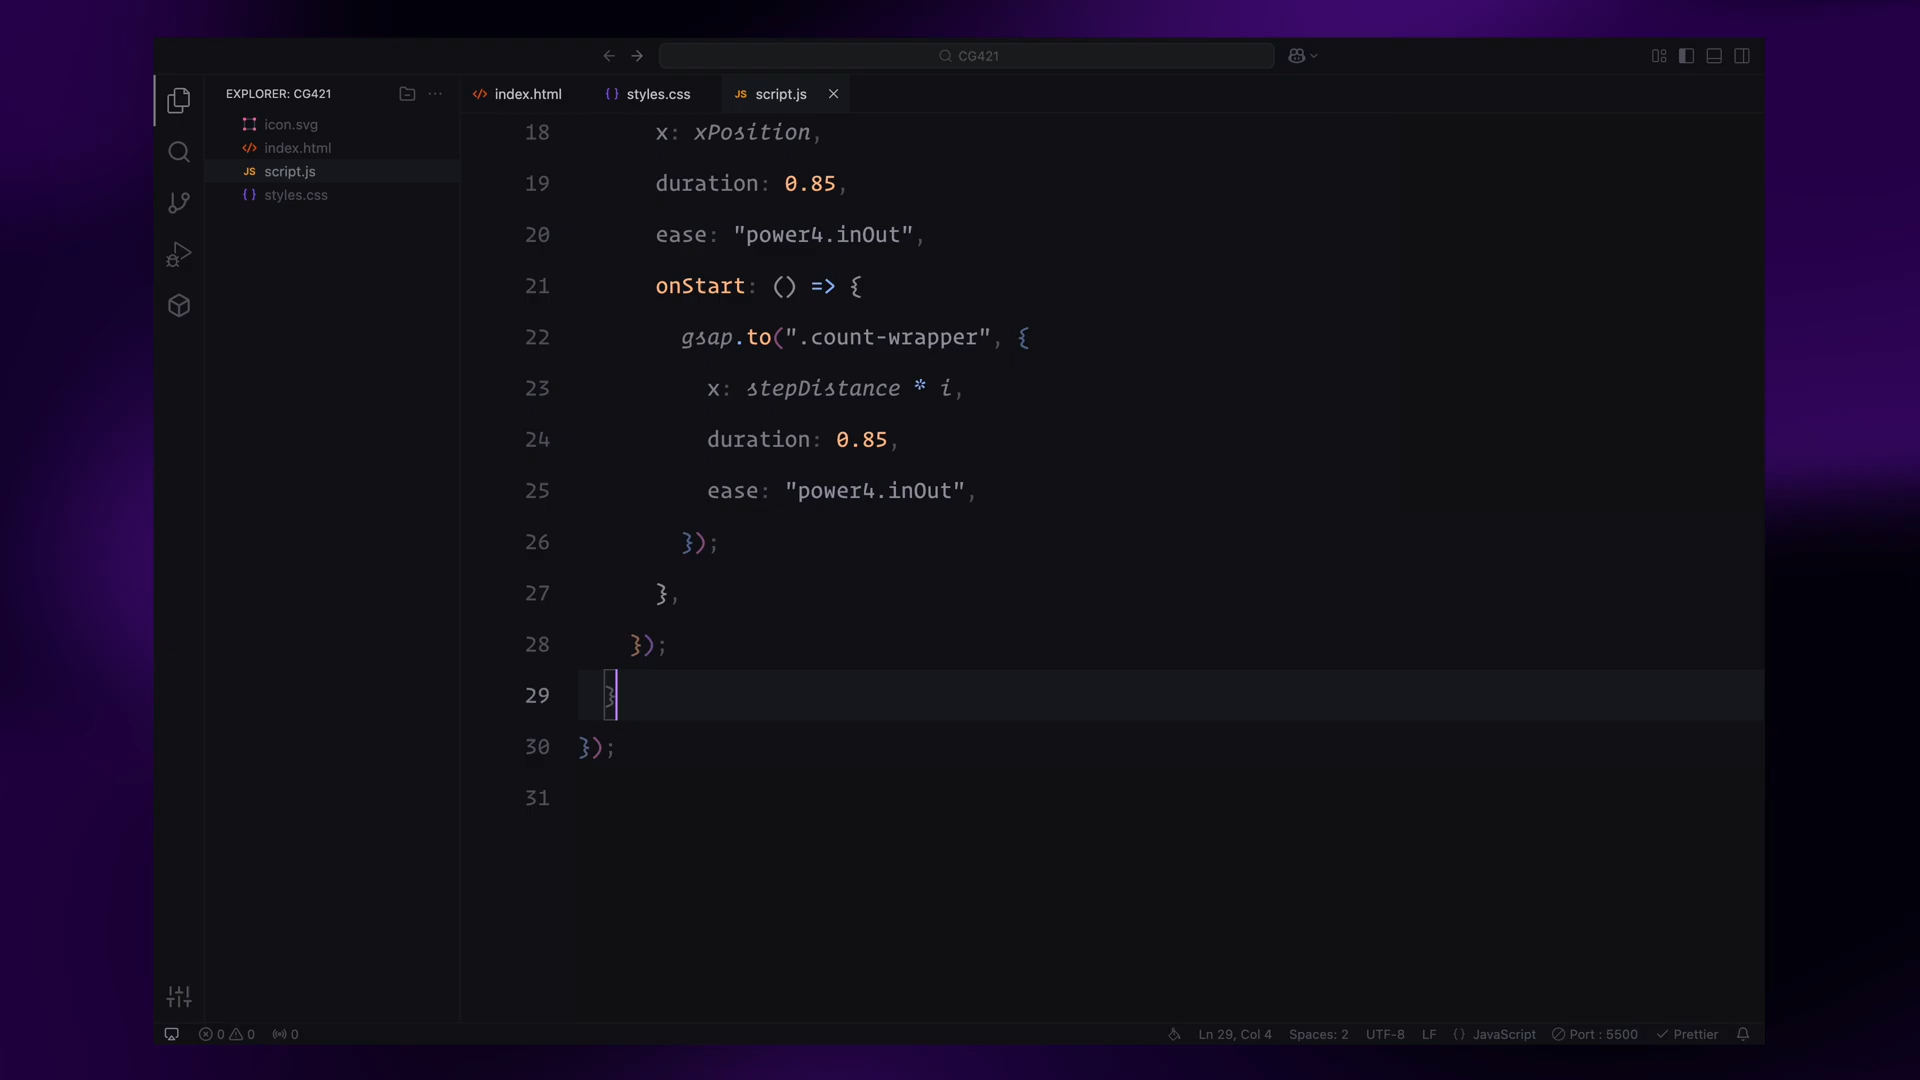 CG421
EXPLORER: CG421
icon.svg
index.html
JS script.js
styles.css
index.html
styles.css
JS script.js
18 x: xPosition,
19 duration: 0.85,
20 ease: "power4.inOut",
21 onStart: () => {
22 gsap.to(".count-wrapper", {
23 x: stepDistance * i,
24 duration: 0.85,
25 ease: "power4.inOut",
26 });
27 },
28 });
29 }
30 });
31
0 0 0
Ln 29, Col 4 Spaces: 2 UTF-8 LF {} JavaScript Port : 5500 Prettier